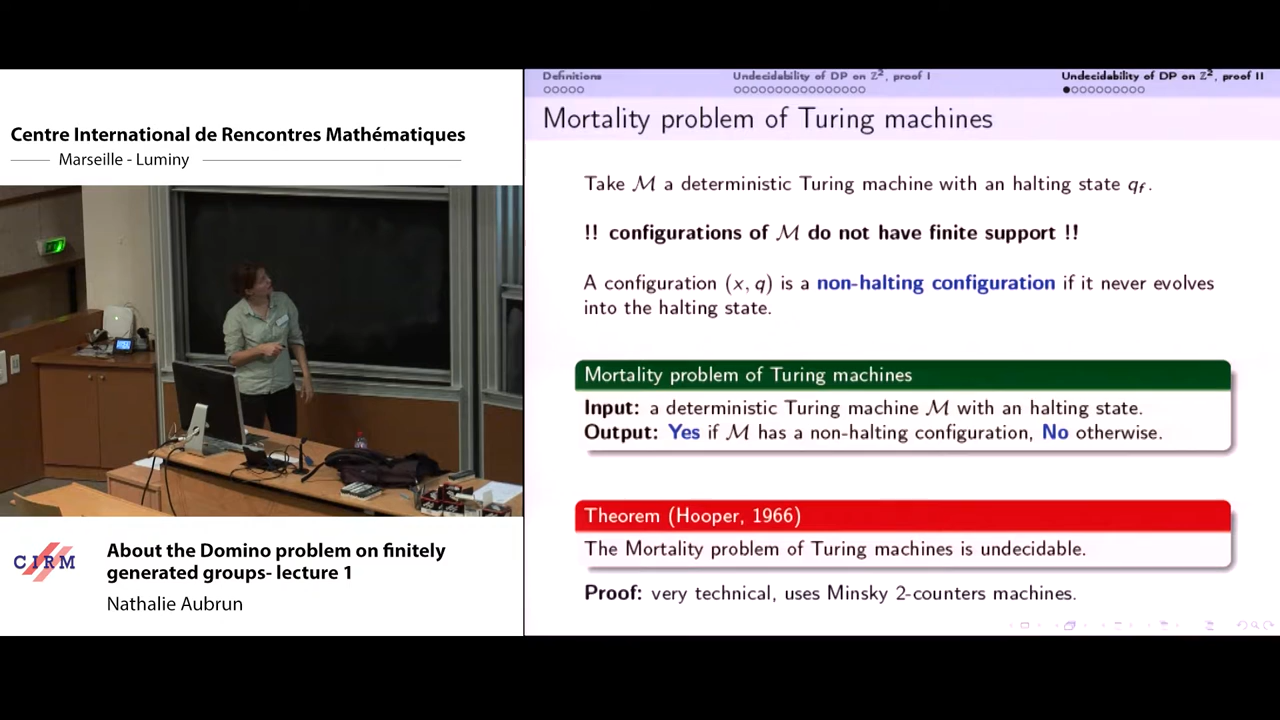 Centre International de Rencontres Mathématiques
Marseille - Luminy
CIRM
About the Domino problem on finitely
generated groups- lecture 1
Nathalie Aubrun
Definitions
Undecidability of DP on ℤ², proof I
Undecidability of DP on ℤ², proof II
Mortality problem of Turing machines
Take ℳ a deterministic Turing machine with an halting state q_f.
!! configurations of ℳ do not have finite support !!
A configuration (x, q) is a non-halting configuration if it never evolves
into the halting state.
Mortality problem of Turing machines
Input: a deterministic Turing machine ℳ with an halting state.
Output: Yes if ℳ has a non-halting configuration, No otherwise.
Theorem (Hooper, 1966)
The Mortality problem of Turing machines is undecidable.
Proof: very technical, uses Minsky 2-counters machines.